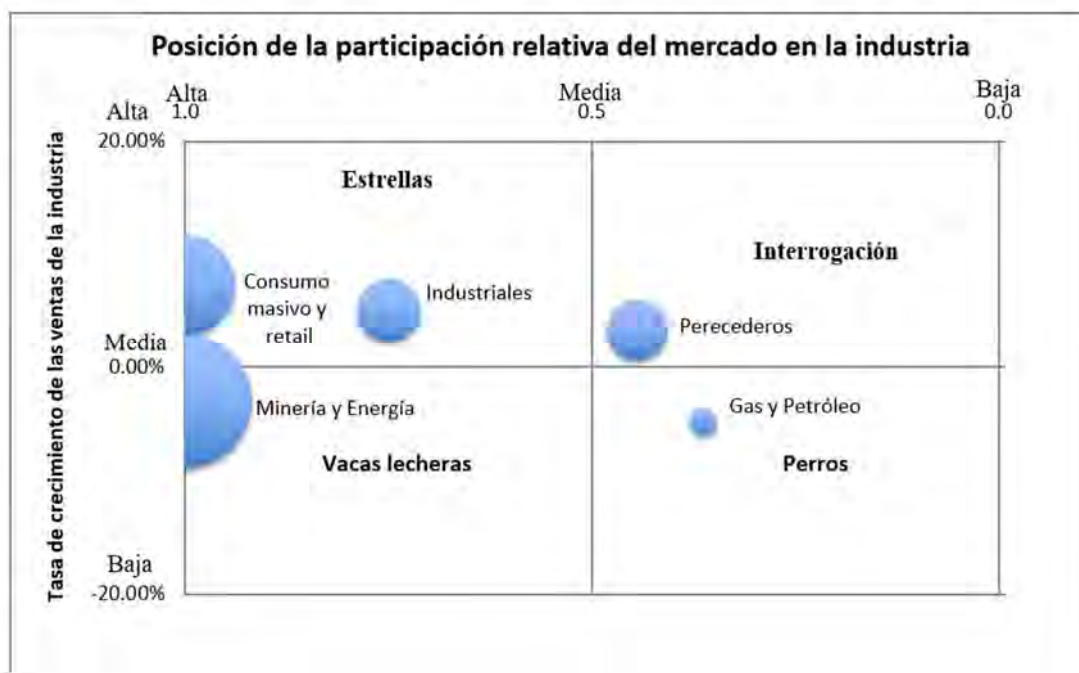 Posición de la participación relativa del mercado en la industria
Alta
Media
Baja
Alta
1.0
0.5
0.0
20.00%
Tasa de crecimiento de las ventas de la industria
Estrellas
Interrogación
Consumo
masivo y
retail
Industriales
Perecederos
Media
0.00%
Minería y Energía
Gas y Petróleo
Vacas lecheras
Perros
Baja
-20.00%